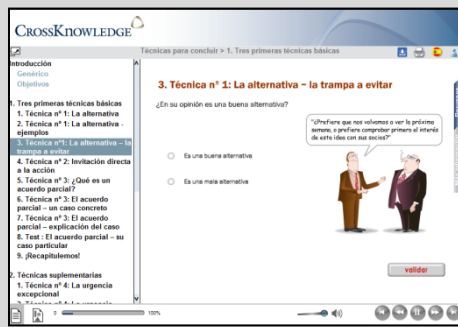 CROSSKNOWLEDGE
Técnicas para concluir > 1. Tres primeras técnicas básicas
Introducción
Genérico
Objetivos
1. Tres primeras técnicas básicas
1. Técnica nº 1: La alternativa
2. Técnica nº 1: La alternativa -
ejemplos
3. Técnica nº1: La alternativa – la
trampa a evitar
4. Técnica nº 2: Invitación directa
a la acción
5. Técnica nº 3: ¿Qué es un
acuerdo parcial?
6. Técnica nº 3: El acuerdo
parcial – un caso concreto
7. Técnica nº 3: El acuerdo
parcial – explicación del caso
8. Test : El acuerdo parcial – su
caso particular
9. ¡Recapitulemos!
2. Técnicas suplementarias
1. Técnica nº 4: La urgencia
excepcional
3. Técnica n° 1: La alternativa – la trampa a evitar
¿En su opinión es una buena alternativa?
"¿Prefiere que nos volvamos a ver la próxima
semana, o prefiere comprobar primero el interés
de esta idea con sus socios?"
Es una buena alternativa
Es una mala alternativa
validar
0
100%